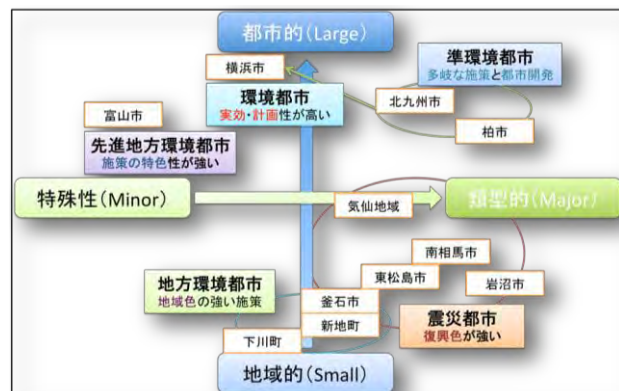 都市的(Large)
横浜市
準環境都市
多岐な施策と都市開発
環境都市
実効・計画性が高い
北九州市
富山市
柏市
先進地方環境都市
施策の特色性が強い
特殊性(Minor)
気仙地域
類型的(Major)
南相馬市
地方環境都市
地域色の強い施策
東松島市
岩沼市
釜石市
新地町
震災都市
復興色が強い
下川町
地域的(Small)